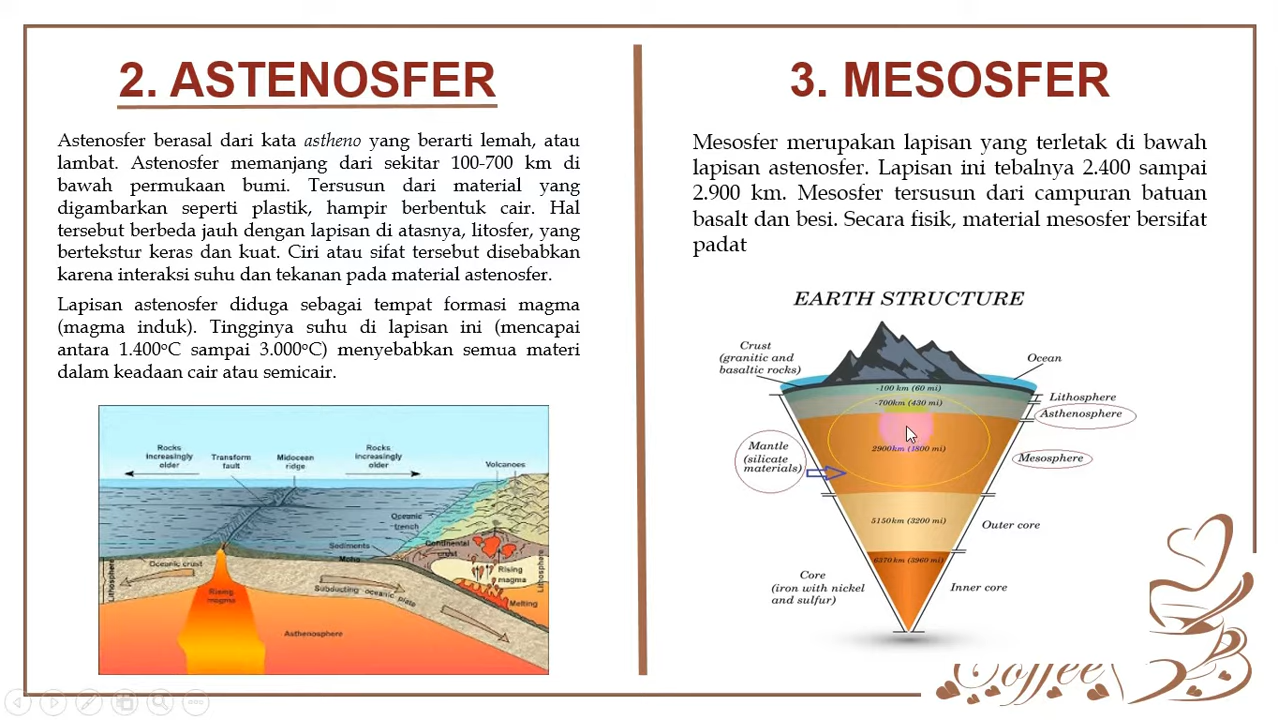 2. ASTENOSFER
Astenosfer berasal dari kata astheno yang berarti lemah, atau
lambat. Astenosfer memanjang dari sekitar 100-700 km di
bawah permukaan bumi. Tersusun dari material yang
digambarkan seperti plastik, hampir berbentuk cair. Hal
tersebut berbeda jauh dengan lapisan di atasnya, litosfer, yang
bertekstur keras dan kuat. Ciri atau sifat tersebut disebabkan
karena interaksi suhu dan tekanan pada material astenosfer.
Lapisan astenosfer diduga sebagai tempat formasi magma
(magma induk). Tingginya suhu di lapisan ini (mencapai
antara 1.400°C sampai 3.000°C) menyebabkan semua materi
dalam keadaan cair atau semicair.
Rocks
increasingly
older
Transform
fault
Midocean
ridge
Rocks
increasingly
older
Volcanoes
Oceanic
trench
Sediments
Moho
Continental
crust
Lithosphere
Oceanic crust
Rising
magma
Subducting oceanic plate
Rising
magma
Melting
Lithosphere
Asthenosphere
3. MESOSFER
Mesosfer merupakan lapisan yang terletak di bawah
lapisan astenosfer. Lapisan ini tebalnya 2.400 sampai
2.900 km. Mesosfer tersusun dari campuran batuan
basalt dan besi. Secara fisik, material mesosfer bersifat
padat
EARTH STRUCTURE
Crust
(granitic and
basaltic rocks)
Ocean
-100 km (60 mi)
-700km (430 mi)
Lithosphere
Asthenosphere
Mantle
(silicate
materials)
2900km (1800 mi)
Mesosphere
5150km (3200 mi)
Outer core
6370 km (3960 mi)
Core
(iron with nickel
and sulfur)
Inner core
Coffee